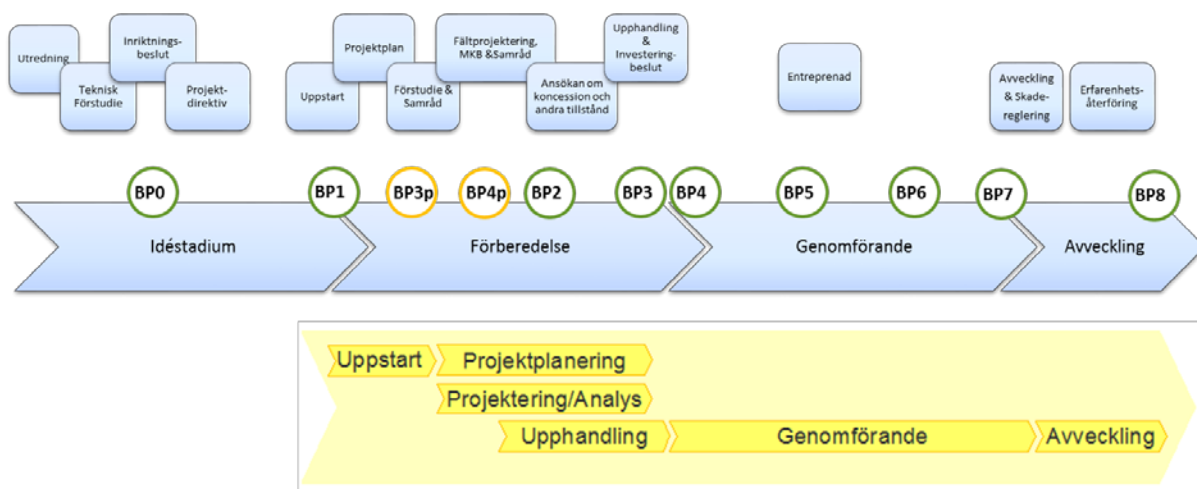 Utredning
Teknisk
Förstudie
Inriktnings-
beslut
Projekt-
direktiv
Uppstart
Projektplan
Förstudie &
Samråd
Fältprojektering,
MKB &Samråd
Ansökan om
koncession och
andra tillstånd
Upphandling
&
Investering-
beslut
Entreprenad
Avveckling
& Skade-
reglering
Erfarenhets-
återföring
BP0
BP1
BP3p
BP4p
BP2
BP3
BP4
BP5
BP6
BP7
BP8
Idéstadium
Förberedelse
Genomförande
Avveckling
Uppstart
Projektplanering
Projektering/Analys
Upphandling
Genomförande
Avveckling